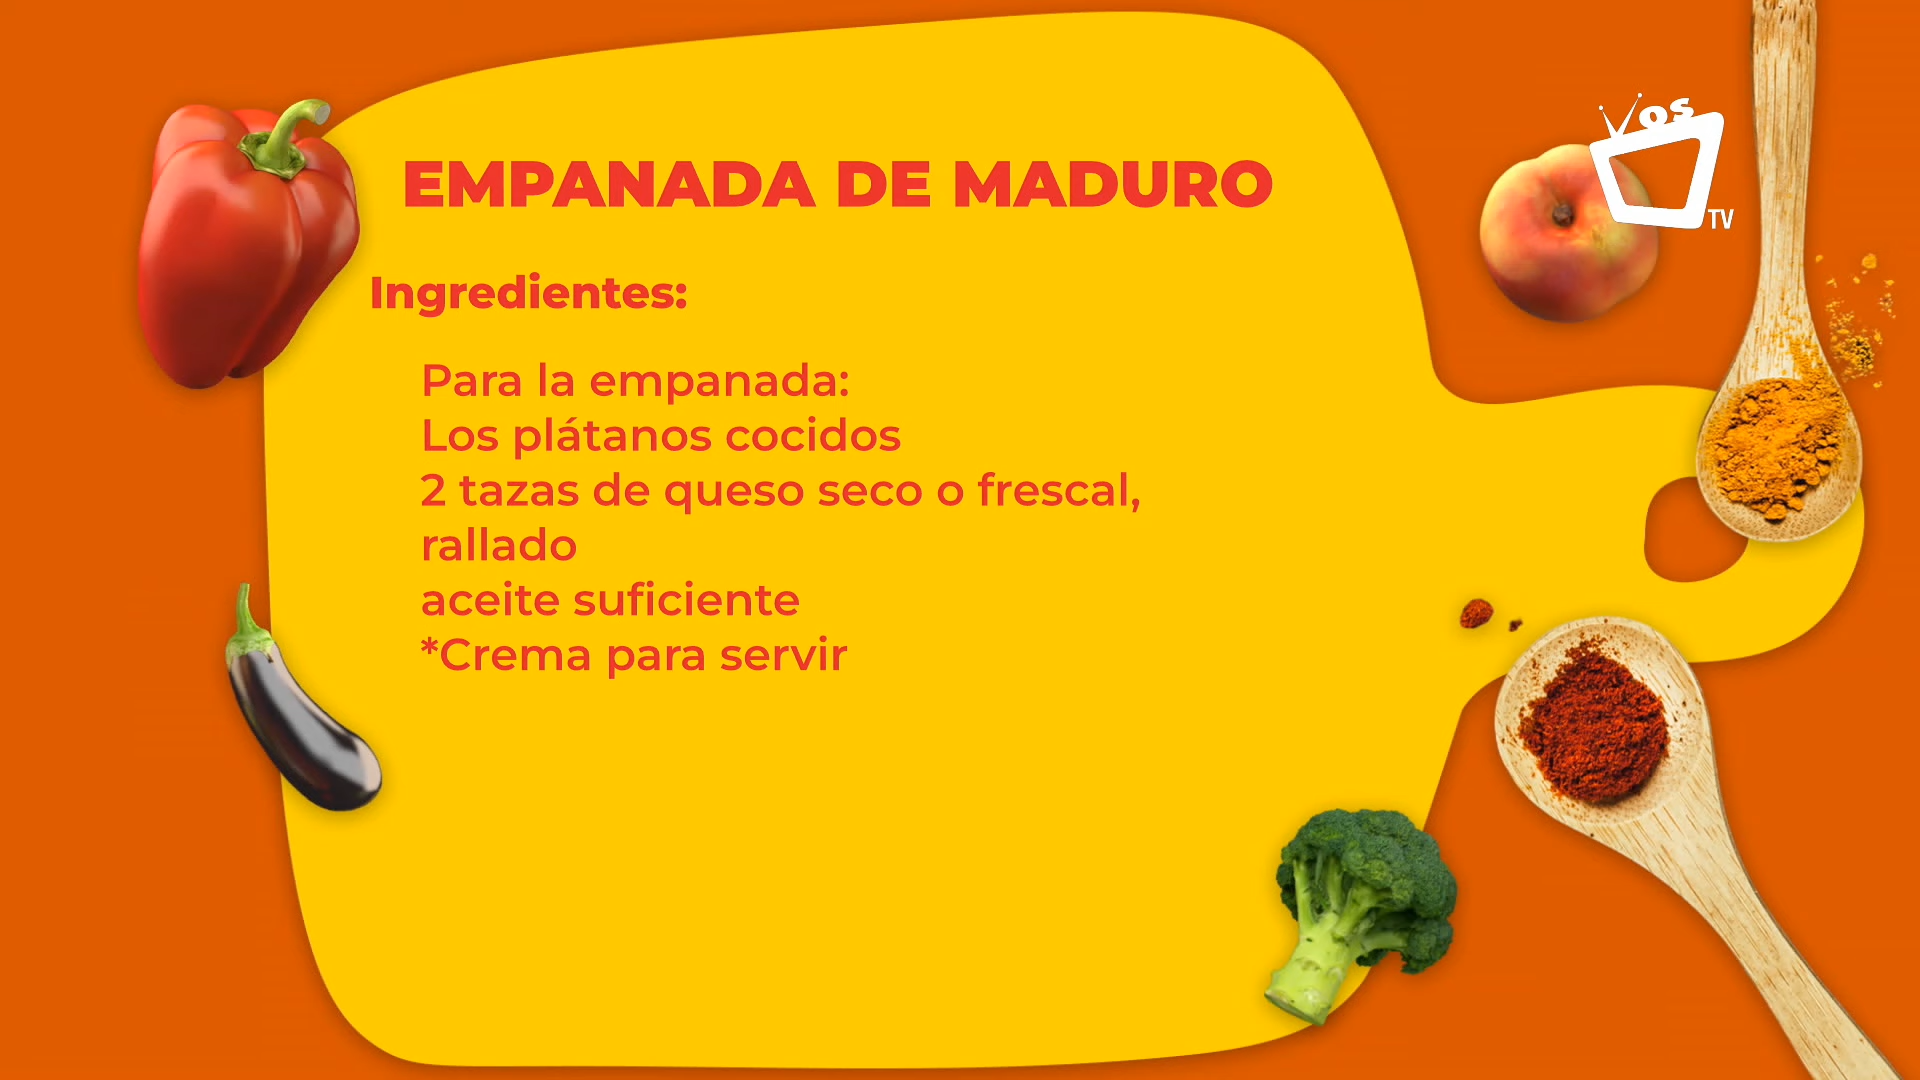 VOS
TV
EMPANADA DE MADURO
Ingredientes:
Para la empanada:
Los plátanos cocidos
2 tazas de queso seco o frescal,
rallado
aceite suficiente
*Crema para servir